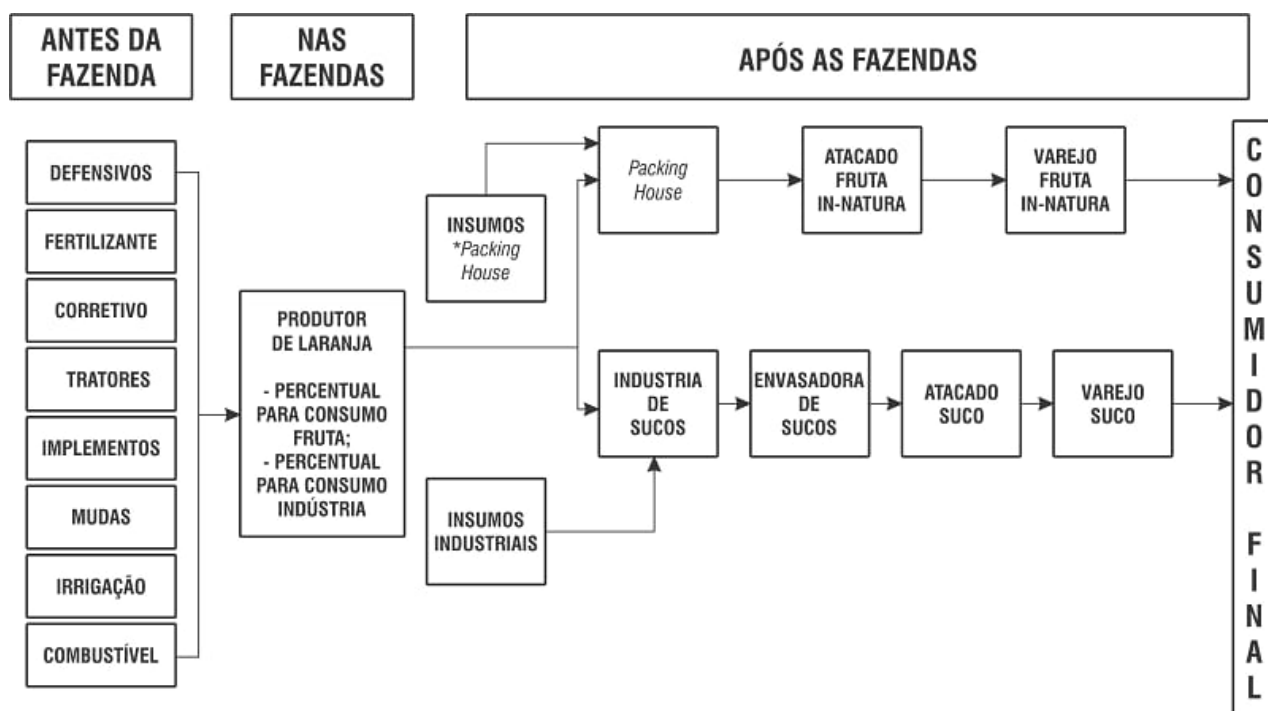 ANTES DA
FAZENDA
NAS
FAZENDAS
APÓS AS FAZENDAS
DEFENSIVOS
FERTILIZANTE
CORRETIVO
TRATORES
IMPLEMENTOS
MUDAS
IRRIGAÇÃO
COMBUSTÍVEL
PRODUTOR
DE LARANJA
- PERCENTUAL
PARA CONSUMO
FRUTA;
- PERCENTUAL
PARA CONSUMO
INDÚSTRIA
INSUMOS
*Packing
House
Packing
House
ATACADO
FRUTA
IN-NATURA
VAREJO
FRUTA
IN-NATURA
INDUSTRIA
DE
SUCOS
ENVASADORA
DE
SUCOS
ATACADO
SUCO
VAREJO
SUCO
INSUMOS
INDUSTRIAIS
CONSUMIDOR FINAL